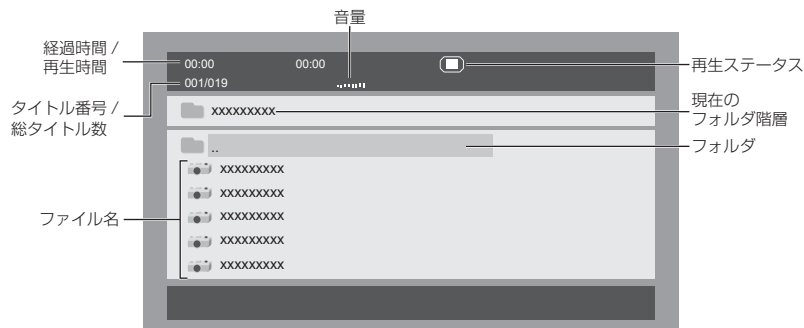 音量
経過時間 /
再生時間
00:00 00:00
再生ステータス
001/019
タイトル番号 /
総タイトル数
xxxxxxxxx
現在の
フォルダ階層
..
フォルダ
ファイル名
xxxxxxxxx
xxxxxxxxx
xxxxxxxxx
xxxxxxxxx
xxxxxxxxx